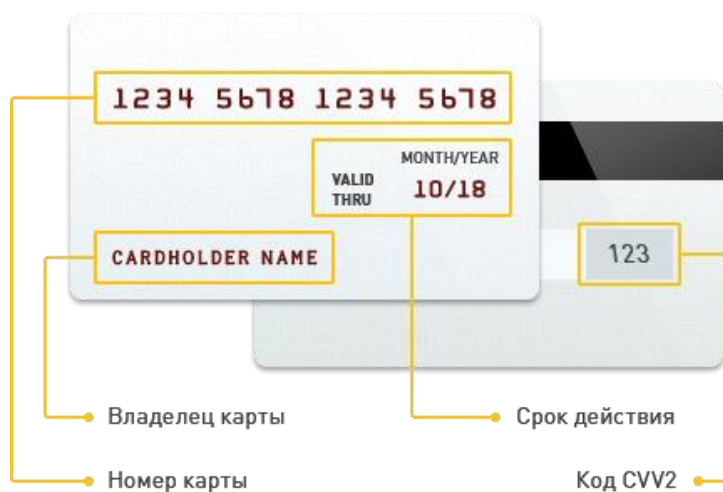 1234 5678 1234 5678
MONTH/YEAR
VALID
THRU
10/18
123
CARDHOLDER NAME
Владелец карты
Срок действия
Номер карты
Код CVV2